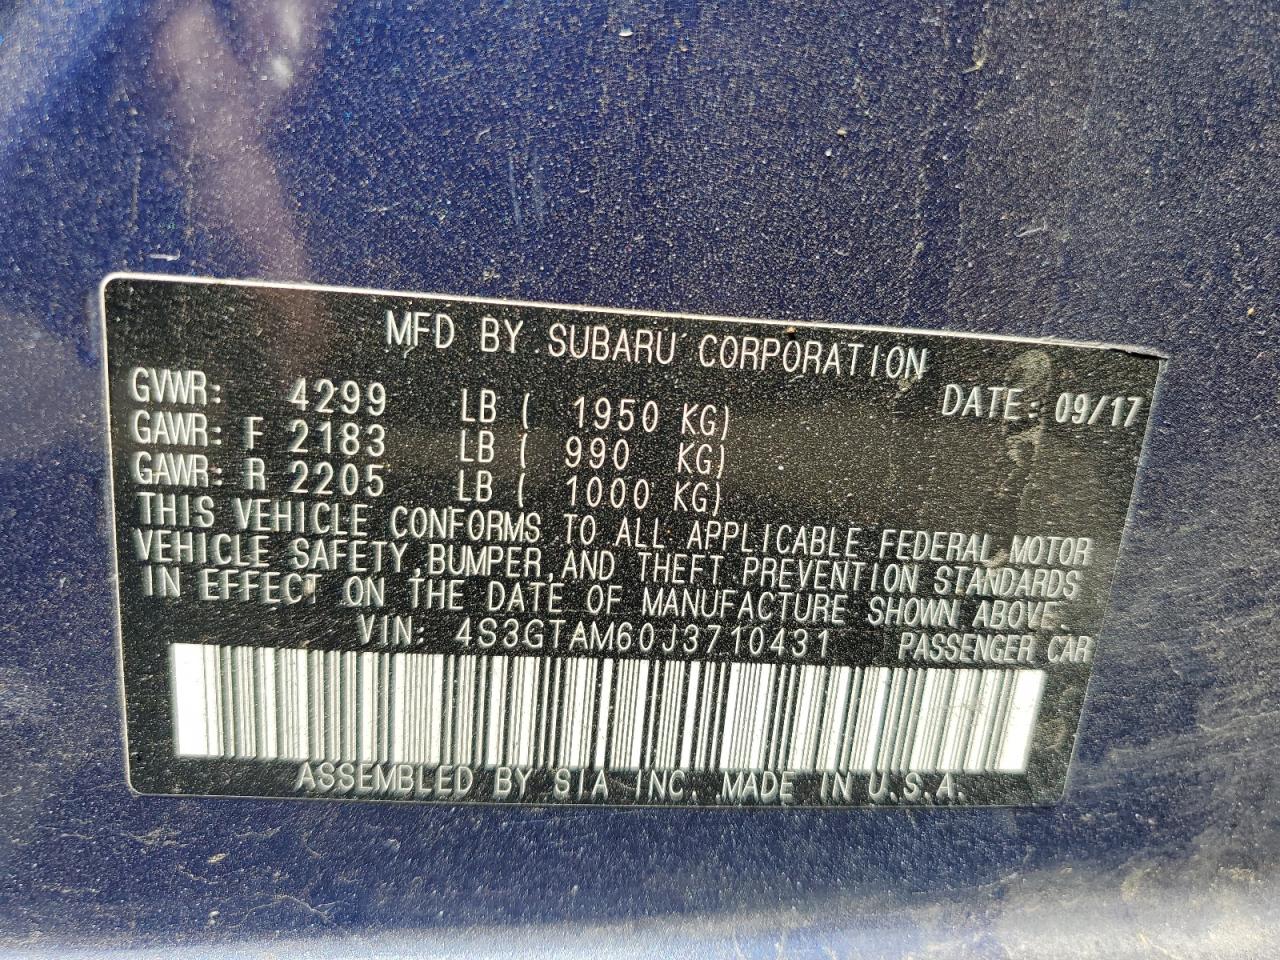 MFD BY SUBARU CORPORATION
GVWR: 4299 LB ( 1950 KG) DATE: 09/17
GAWR: F 2183 LB ( 990 KG)
GAWR: R 2205 LB ( 1000 KG)
THIS VEHICLE CONFORMS TO ALL APPLICABLE FEDERAL MOTOR
VEHICLE SAFETY, BUMPER, AND THEFT PREVENTION STANDARDS
IN EFFECT ON THE DATE OF MANUFACTURE SHOWN ABOVE.
VIN: 4S3GTAM60J3710431 PASSENGER CAR
ASSEMBLED BY SIA INC. MADE IN U.S.A.